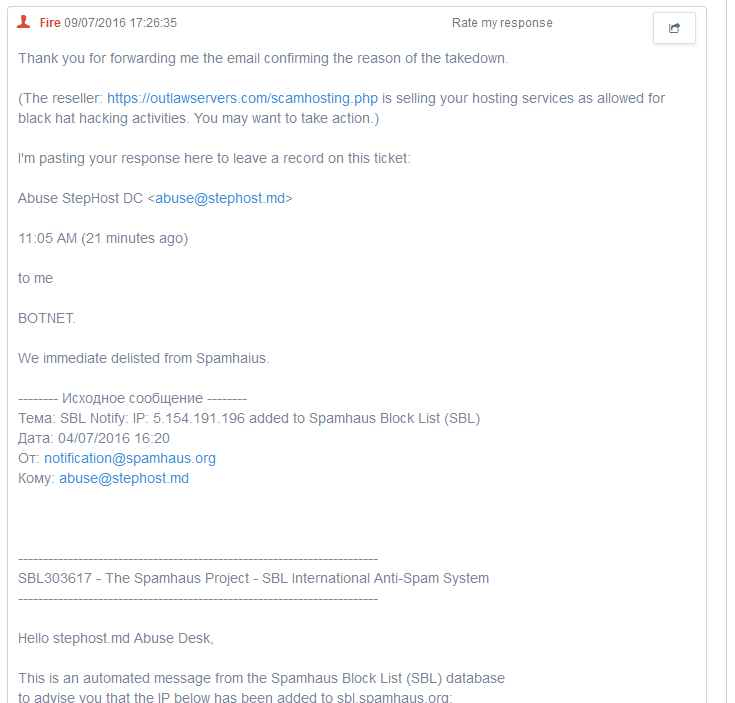 Fire 09/07/2016 17:26:35 Rate my response
Thank you for forwarding me the email confirming the reason of the takedown.
(The reseller: https://outlawservers.com/scamhosting.php is selling your hosting services as allowed for
black hat hacking activities. You may want to take action.)
I'm pasting your response here to leave a record on this ticket:
Abuse StepHost DC <abuse@stephost.md>
11:05 AM (21 minutes ago)
to me
BOTNET.
We immediate delisted from Spamhaius.
-------- Исходное сообщение --------
Тема: SBL Notify: IP: 5.154.191.196 added to Spamhaus Block List (SBL)
Дата: 04/07/2016 16:20
От: notification@spamhaus.org
Кому: abuse@stephost.md
------------------------------------------------------------------------
SBL303617 - The Spamhaus Project - SBL International Anti-Spam System
------------------------------------------------------------------------
Hello stephost.md Abuse Desk,
This is an automated message from the Spamhaus Block List (SBL) database
to advise you that the IP below has been added to sbl.spamhaus.org: